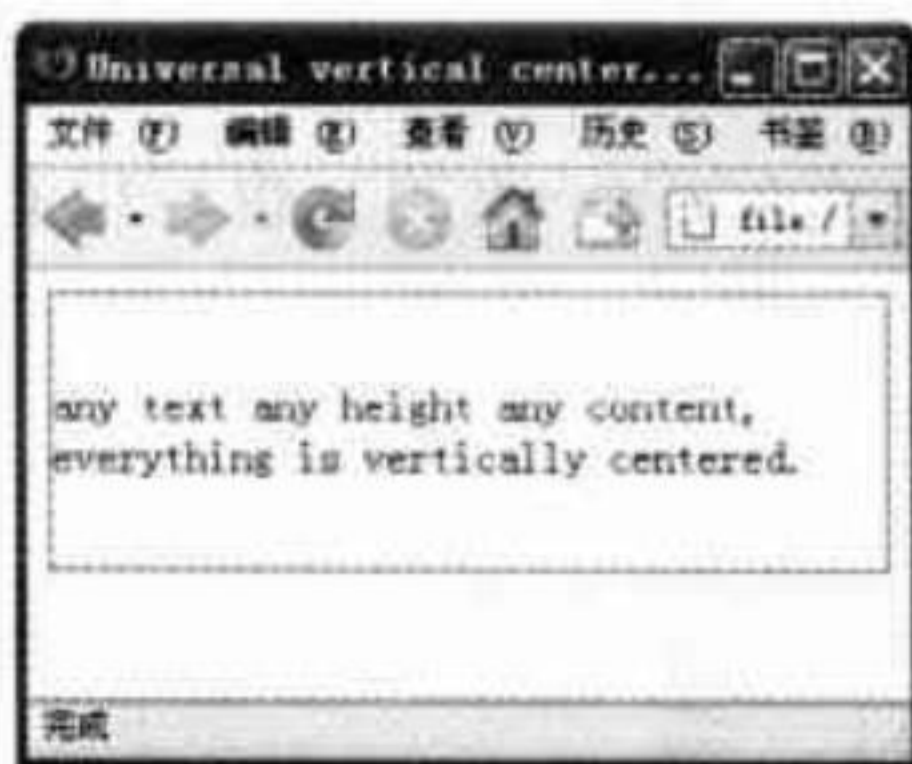 Universal vertical center...
文件 (F) 编辑 (E) 查看 (V) 历史 (S) 书签 (B)
file /
any text any height any content,
everything is vertically centered.
完成